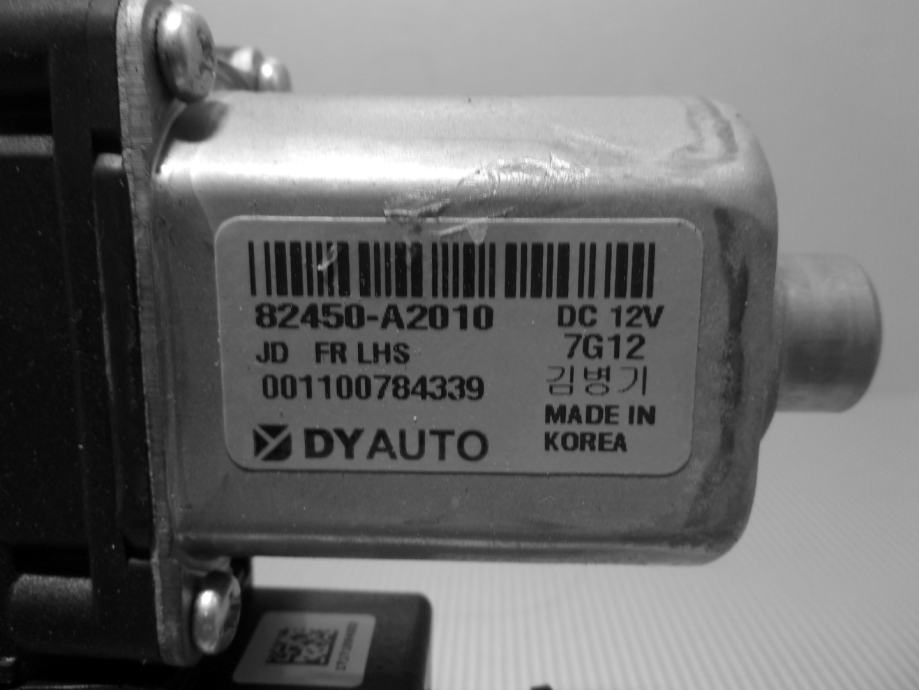 82450-A2010 DC 12V
JD FR LHS 7G12
001100784339 김병기
MADE IN
DYAUTO KOREA